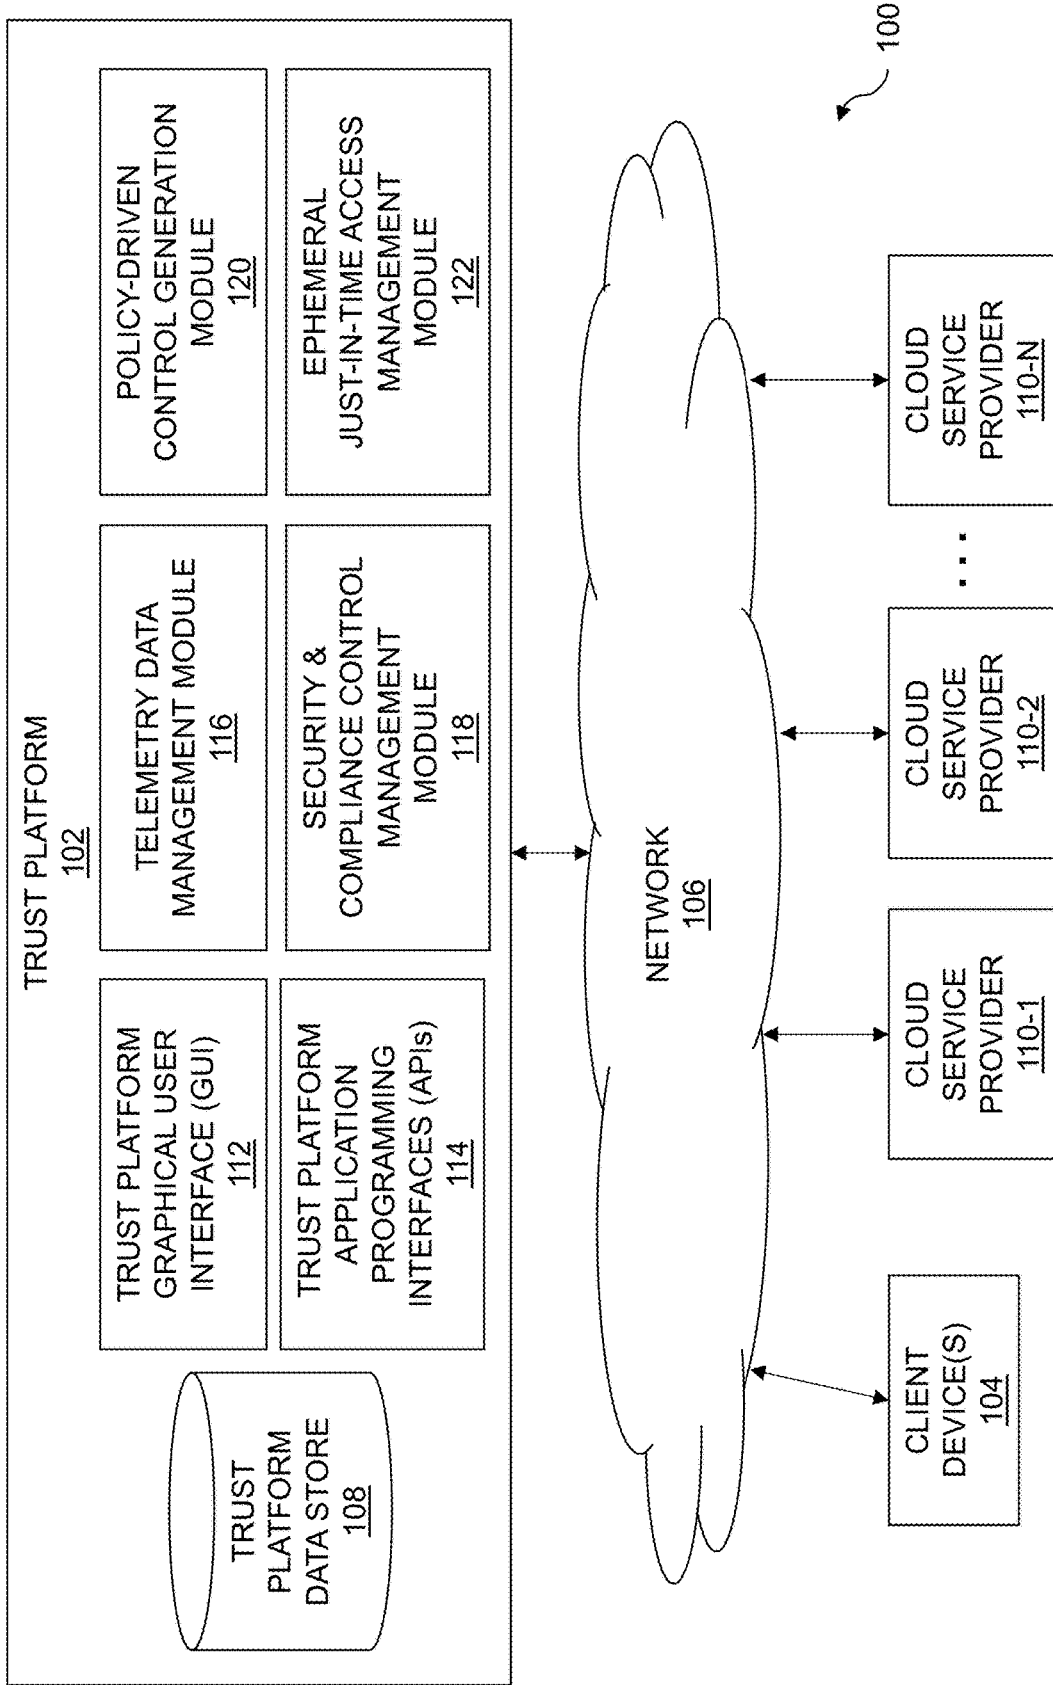 TRUST PLATFORM
102
TRUST
PLATFORM
DATA STORE
108
TRUST PLATFORM
GRAPHICAL USER
INTERFACE (GUI)
112
TRUST PLATFORM
APPLICATION
PROGRAMMING
INTERFACES (APIs)
114
TELEMETRY DATA
MANAGEMENT MODULE
116
SECURITY &
COMPLIANCE CONTROL
MANAGEMENT
MODULE
118
POLICY-DRIVEN
CONTROL GENERATION
MODULE
120
EPHEMERAL
JUST-IN-TIME ACCESS
MANAGEMENT
MODULE
122
NETWORK
106
100
CLIENT
DEVICE(S)
104
CLOUD
SERVICE
PROVIDER
110-1
CLOUD
SERVICE
PROVIDER
110-2
...
CLOUD
SERVICE
PROVIDER
110-N